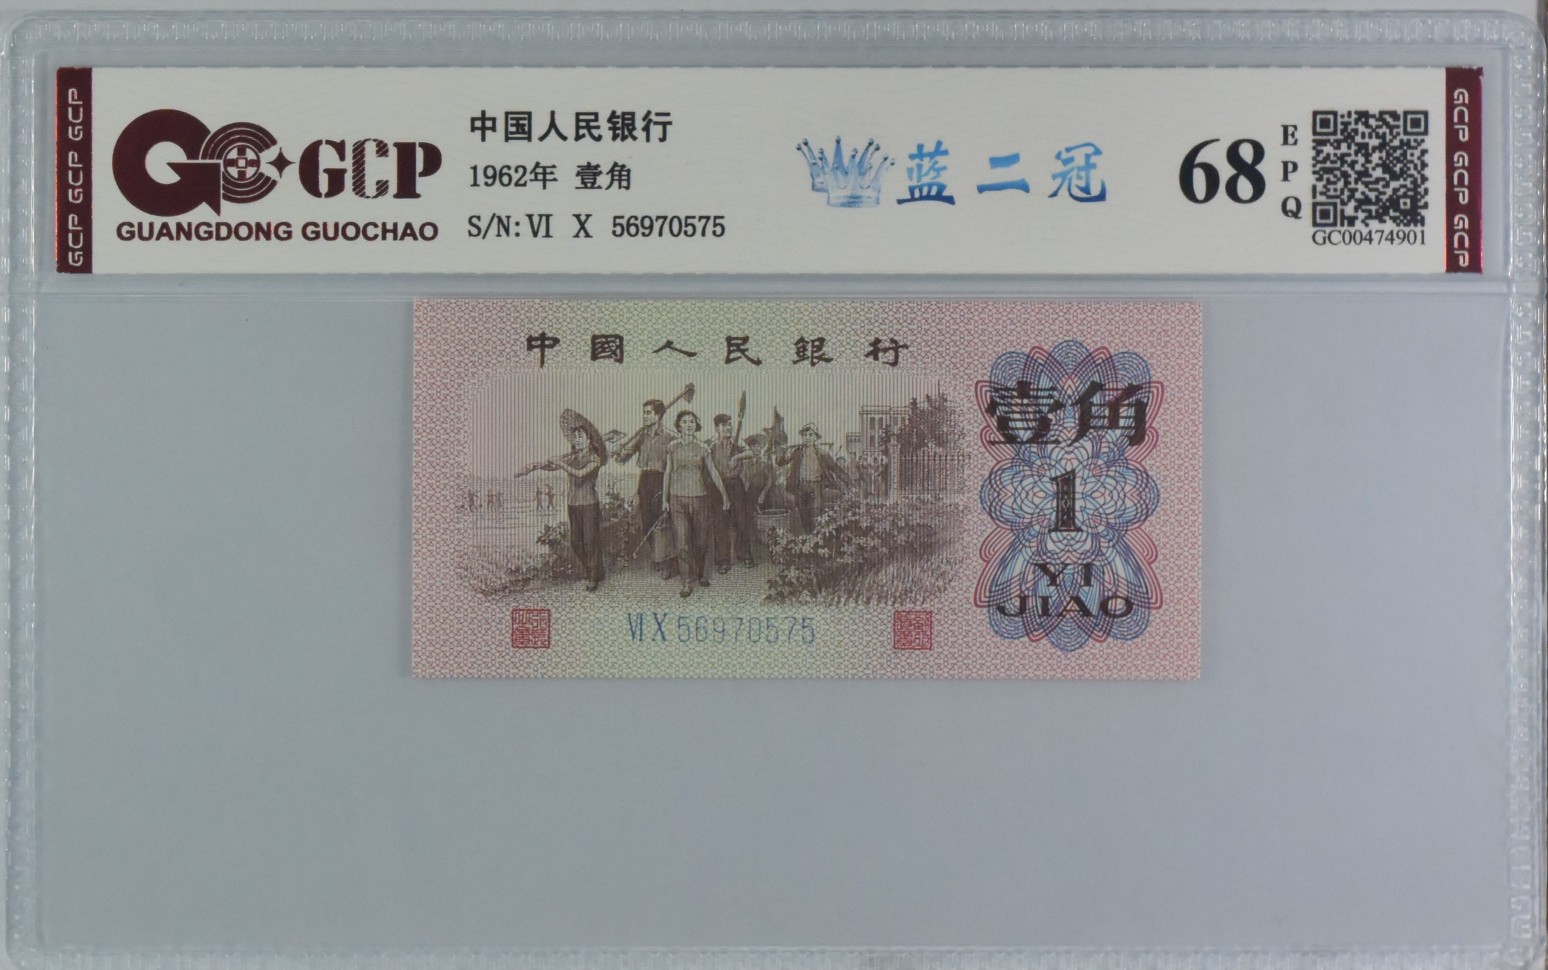 GCP GCP GCP
GCP
GUANGDONG GUOCHAO
中国人民银行
1962年 壹角
S/N: VI X 56970575
蓝二冠
68
EPQ
GC00474901
GCP GCP GCP
中國人民銀行
壹角
1
YI
JIAO
VI X 56970575